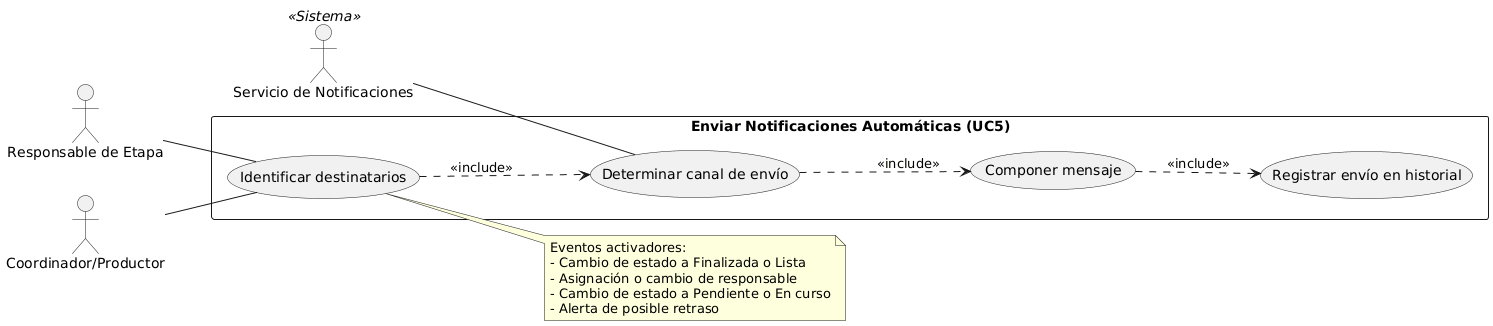 «Sistema»
Servicio de Notificaciones
Responsable de Etapa
Coordinador/Productor
Enviar Notificaciones Automáticas (UC5)
Identificar destinatarios
«include»
Determinar canal de envío
«include»
Componer mensaje
«include»
Registrar envío en historial
Eventos activadores:
- Cambio de estado a Finalizada o Lista
- Asignación o cambio de responsable
- Cambio de estado a Pendiente o En curso
- Alerta de posible retraso